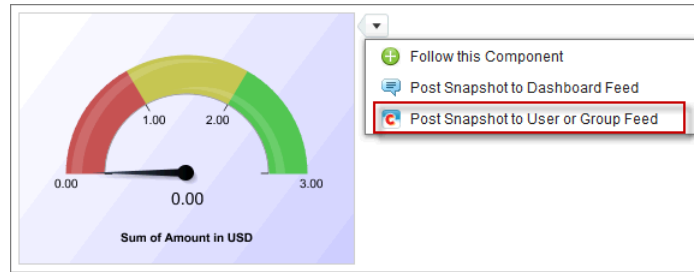 1.00
2.00
0.00
3.00
0.00
Sum of Amount in USD
Follow this Component
Post Snapshot to Dashboard Feed
Post Snapshot to User or Group Feed